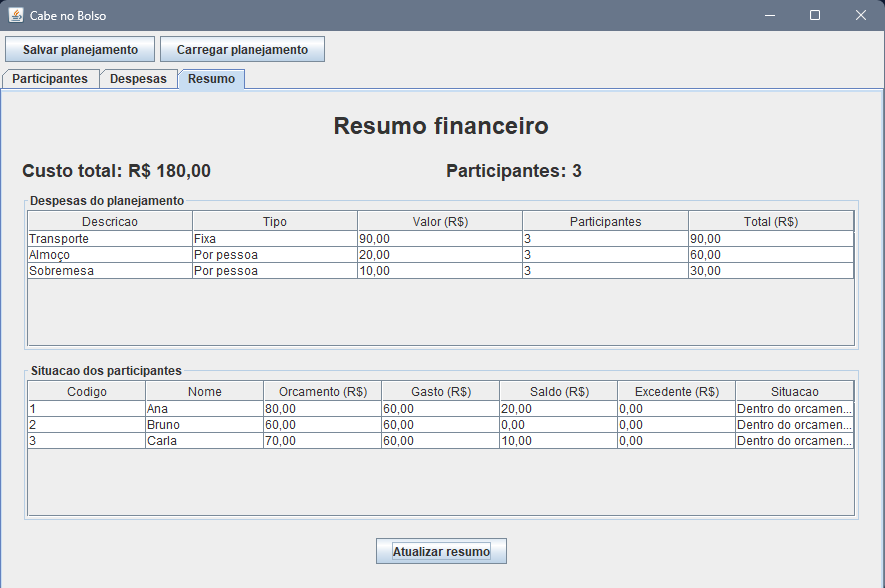 Cabe no Bolso
Salvar planejamento Carregar planejamento
Participantes Despesas Resumo
Resumo financeiro
Custo total: R$ 180,00 Participantes: 3
Despesas do planejamento
Descricao Tipo Valor (R$) Participantes Total (R$)
Transporte Fixa 90,00 3 90,00
Almoço Por pessoa 20,00 3 60,00
Sobremesa Por pessoa 10,00 3 30,00
Situacao dos participantes
Codigo Nome Orcamento (R$) Gasto (R$) Saldo (R$) Excedente (R$) Situacao
1 Ana 80,00 60,00 20,00 0,00 Dentro do orcamen...
2 Bruno 60,00 60,00 0,00 0,00 Dentro do orcamen...
3 Carla 70,00 60,00 10,00 0,00 Dentro do orcamen...
Atualizar resumo